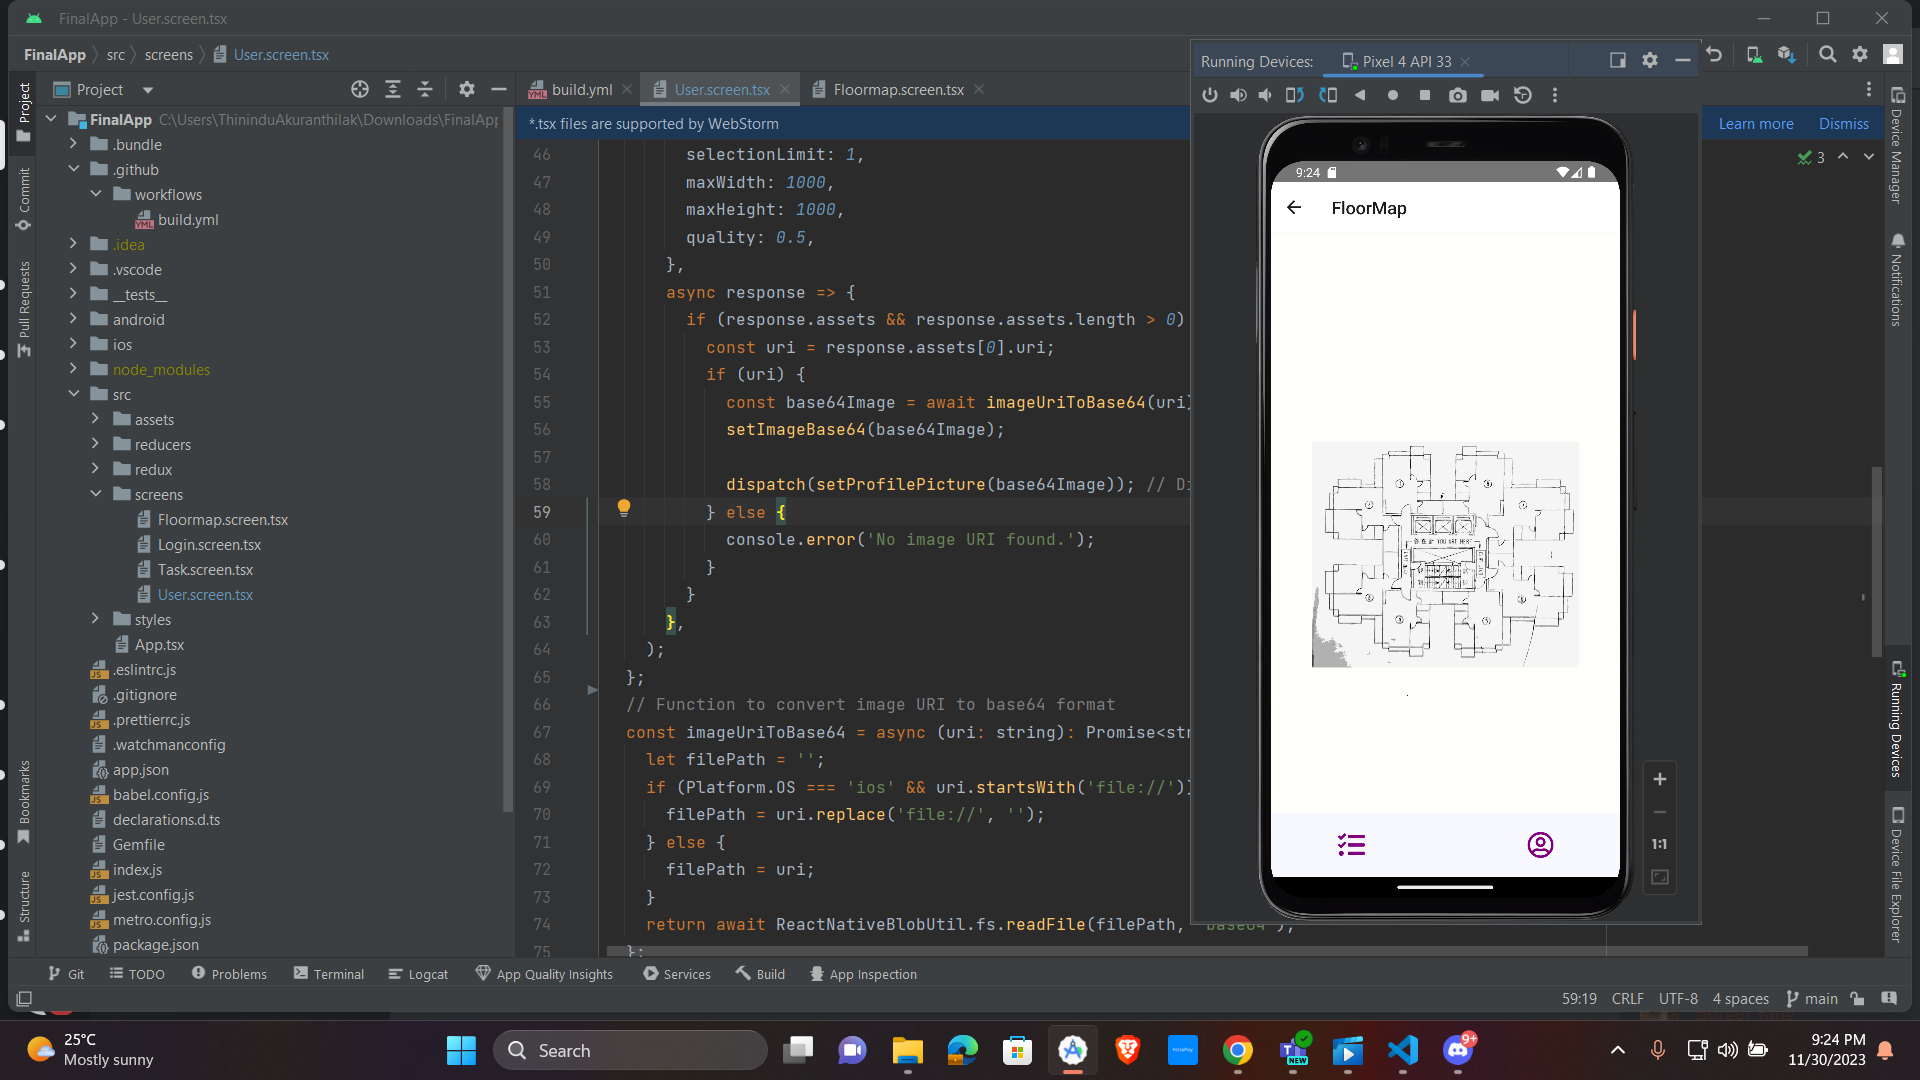 FinalApp - User.screen.tsx
FinalApp
src
screens
User.screen.tsx
Project
Commit
Pull Requests
Bookmarks
Structure
Project
FinalApp C:\Users\ThininduAkuranthilak\Downloads\FinalApp
.bundle
.github
workflows
build.yml
.idea
.vscode
__tests__
android
ios
node_modules
src
assets
reducers
redux
screens
Floormap.screen.tsx
Login.screen.tsx
Task.screen.tsx
User.screen.tsx
styles
App.tsx
.eslintrc.js
.gitignore
.prettierrc.js
.watchmanconfig
app.json
babel.config.js
declarations.d.ts
Gemfile
index.js
jest.config.js
metro.config.js
package.json
build.yml
User.screen.tsx
Floormap.screen.tsx
*.tsx files are supported by WebStorm
Learn more
Dismiss
3
46 selectionLimit: 1,
47 maxWidth: 1000,
48 maxHeight: 1000,
49 quality: 0.5,
50 },
51 async response => {
52 if (response.assets && response.assets.length > 0)
53 const uri = response.assets[0].uri;
54 if (uri) {
55 const base64Image = await imageUriToBase64(uri)
56 setImageBase64(base64Image);
57
58 dispatch(setProfilePicture(base64Image)); // Di
59 } else {
60 console.error('No image URI found.');
61 }
62 }
63 },
64 );
65 };
66 // Function to convert image URI to base64 format
67 const imageUriToBase64 = async (uri: string): Promise<str
68 let filePath = '';
69 if (Platform.OS === 'ios' && uri.startsWith('file://'))
70 filePath = uri.replace('file://', '');
71 } else {
72 filePath = uri;
73 }
74 return await ReactNativeBlobUtil.fs.readFile(filePath, 'base64');
75 };
Running Devices:
Pixel 4 API 33
9:24
FloorMap
YOU ARE HERE
1:1
Device Manager
Notifications
Running Devices
Device File Explorer
Git
TODO
Problems
Terminal
Logcat
App Quality Insights
Services
Build
App Inspection
59:19
CRLF
UTF-8
4 spaces
main
25°C
Mostly sunny
Search
NEW
9+
9:24 PM
11/30/2023